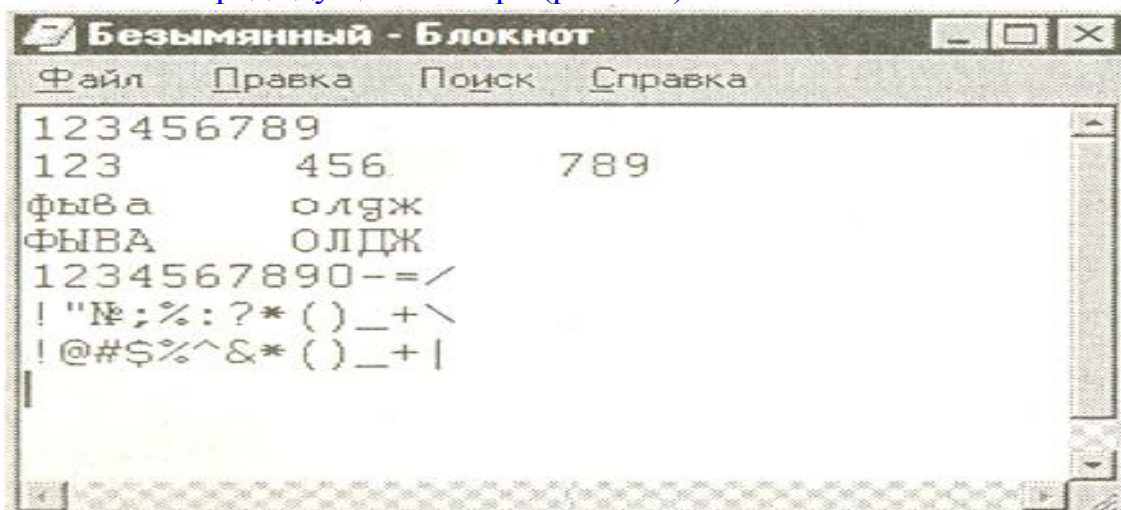 Безымянный - Блокнот
Файл Правка Поиск Справка
123456789
123 456 789
фыва олдж
ФЫВА ОЛДЖ
1234567890-=/
!"№;%:?*()_+\
!@#$%^&*()_+|